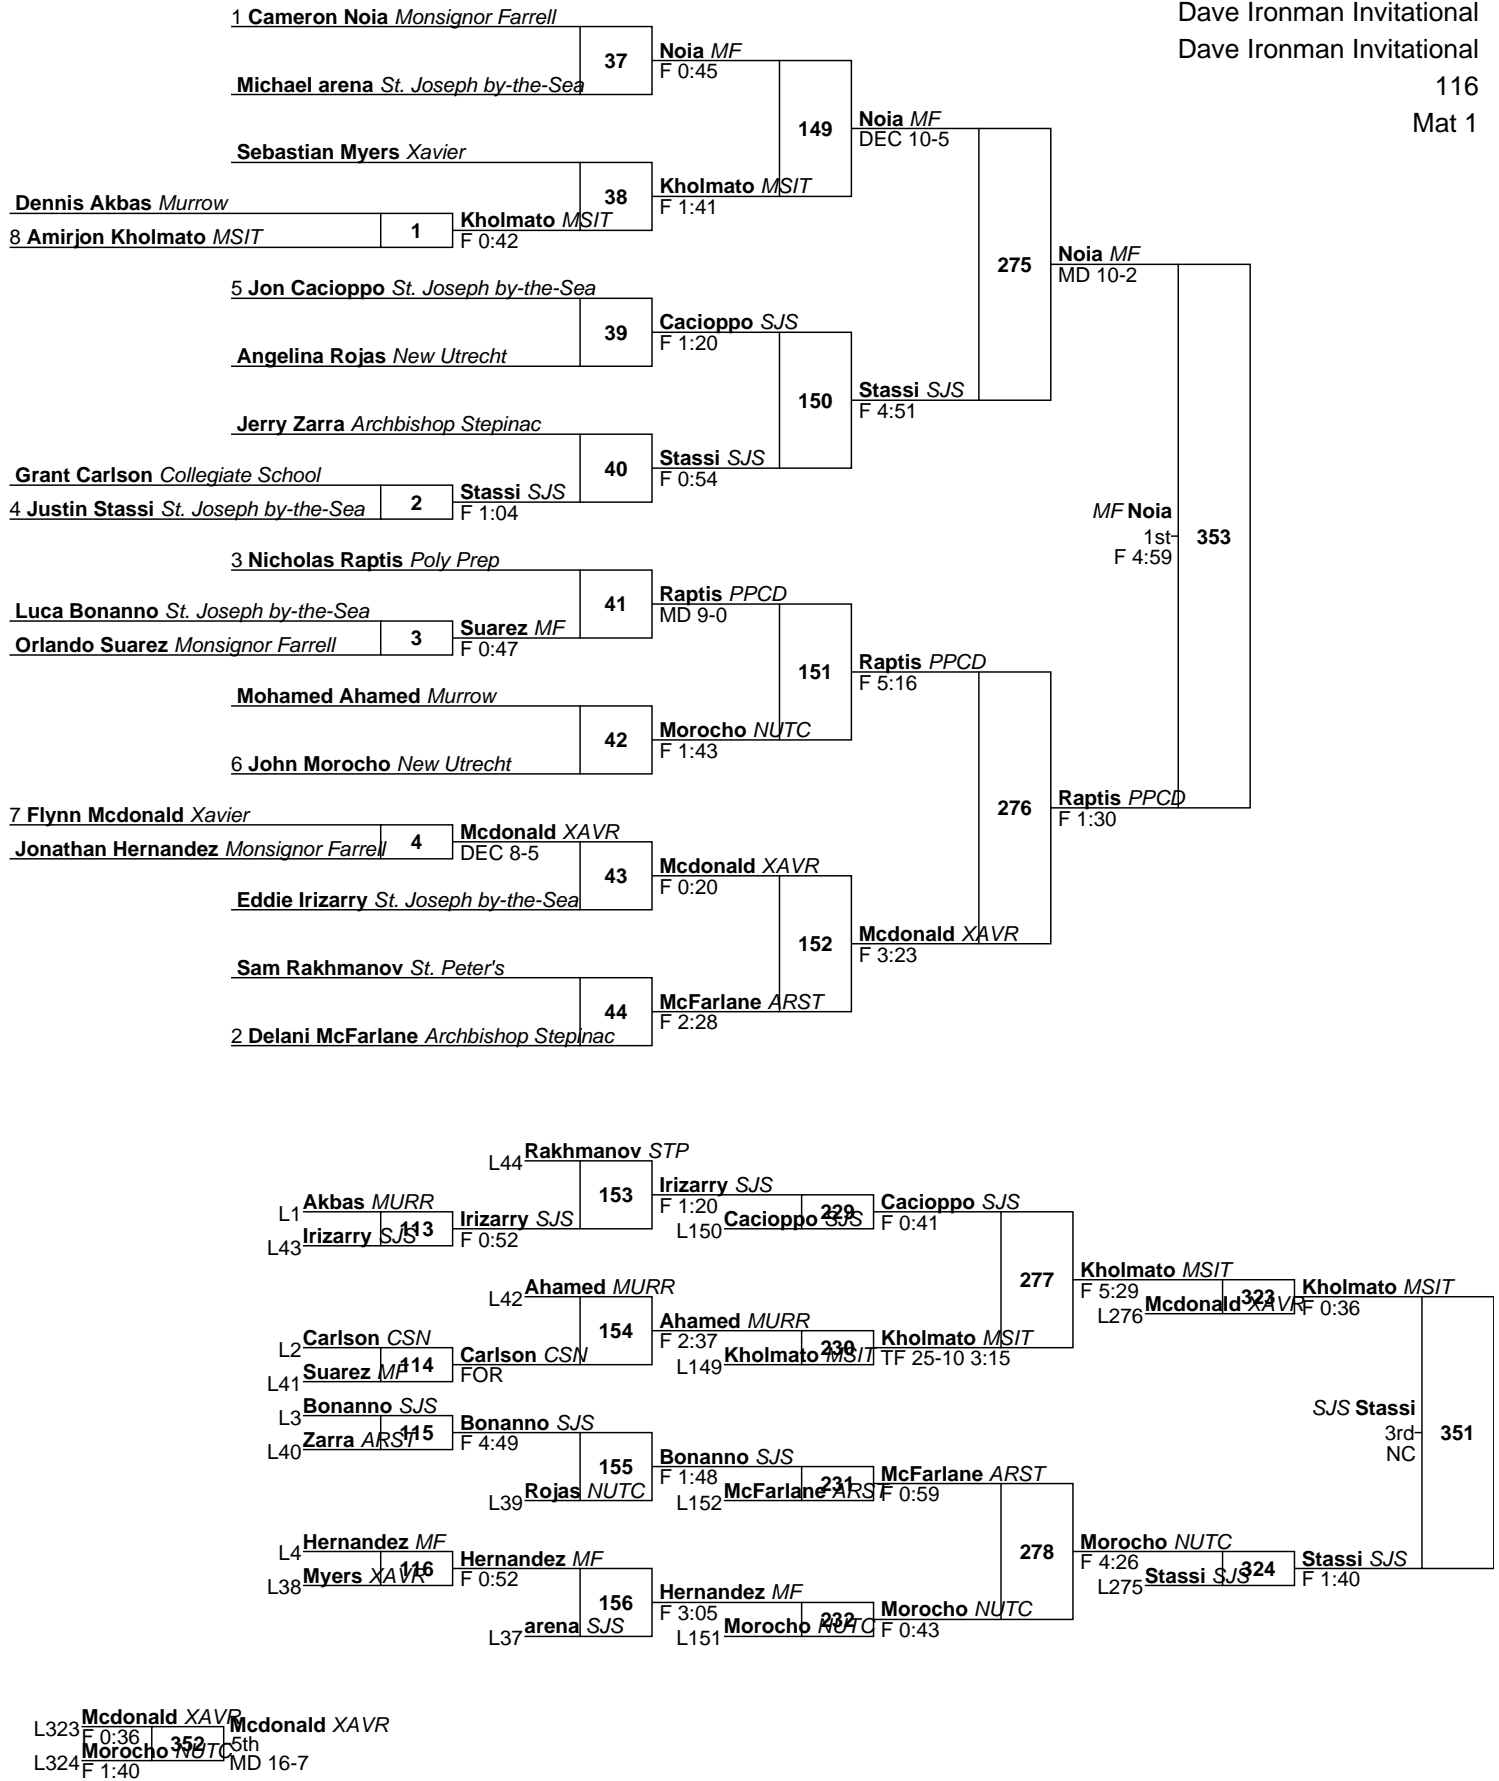 Dave Ironman Invitational
Dave Ironman Invitational
116
Mat 1
1 Cameron Noia Monsignor Farrell
37
Noia MF
F 0:45
Michael arena St. Joseph by-the-Sea
149
Noia MF
DEC 10-5
Sebastian Myers Xavier
38
Kholmato MSIT
F 1:41
Dennis Akbas Murrow
1
Kholmato MSIT
F 0:42
8 Amirjon Kholmato MSIT
275
Noia MF
MD 10-2
5 Jon Cacioppo St. Joseph by-the-Sea
39
Cacioppo SJS
F 1:20
Angelina Rojas New Utrecht
150
Stassi SJS
F 4:51
Jerry Zarra Archbishop Stepinac
40
Stassi SJS
F 0:54
Grant Carlson Collegiate School
2
Stassi SJS
F 1:04
4 Justin Stassi St. Joseph by-the-Sea
MF Noia
1st
F 4:59
353
3 Nicholas Raptis Poly Prep
41
Raptis PPCD
MD 9-0
Luca Bonanno St. Joseph by-the-Sea
3
Suarez MF
F 0:47
Orlando Suarez Monsignor Farrell
151
Raptis PPCD
F 5:16
Mohamed Ahamed Murrow
42
Morocho NUTC
F 1:43
6 John Morocho New Utrecht
276
Raptis PPCD
F 1:30
7 Flynn Mcdonald Xavier
4
Mcdonald XAVR
DEC 8-5
Jonathan Hernandez Monsignor Farrell
43
Mcdonald XAVR
F 0:20
Eddie Irizarry St. Joseph by-the-Sea
152
Mcdonald XAVR
F 3:23
Sam Rakhmanov St. Peter's
44
McFarlane ARST
F 2:28
2 Delani McFarlane Archbishop Stepinac
L44 Rakhmanov STP
153
Irizarry SJS
F 1:20
L1 Akbas MURR
113
Irizarry SJS
F 0:52
L43 Irizarry SJS
L150 Cacioppo SJS
229
Cacioppo SJS
F 0:41
277
Kholmato MSIT
F 5:29
L276 Mcdonald XAVR
323
Kholmato MSIT
F 0:36
L42 Ahamed MURR
154
Ahamed MURR
F 2:37
L2 Carlson CSN
114
Carlson CSN
FOR
L41 Suarez MF
L149 Kholmato MSIT
230
Kholmato MSIT
TF 25-10 3:15
L3 Bonanno SJS
115
Bonanno SJS
F 4:49
L40 Zarra ARST
155
Bonanno SJS
F 1:48
L39 Rojas NUTC
L152 McFarlane ARST
231
McFarlane ARST
F 0:59
SJS Stassi
3rd
NC
351
278
Morocho NUTC
F 4:26
L275 Stassi SJS
324
Stassi SJS
F 1:40
L4 Hernandez MF
116
Hernandez MF
F 0:52
L38 Myers XAVR
156
Hernandez MF
F 3:05
L37 arena SJS
L151 Morocho NUTC
232
Morocho NUTC
F 0:43
L323 Mcdonald XAVR
F 0:36
352
Mcdonald XAVR
5th
MD 16-7
L324 Morocho NUTC
F 1:40